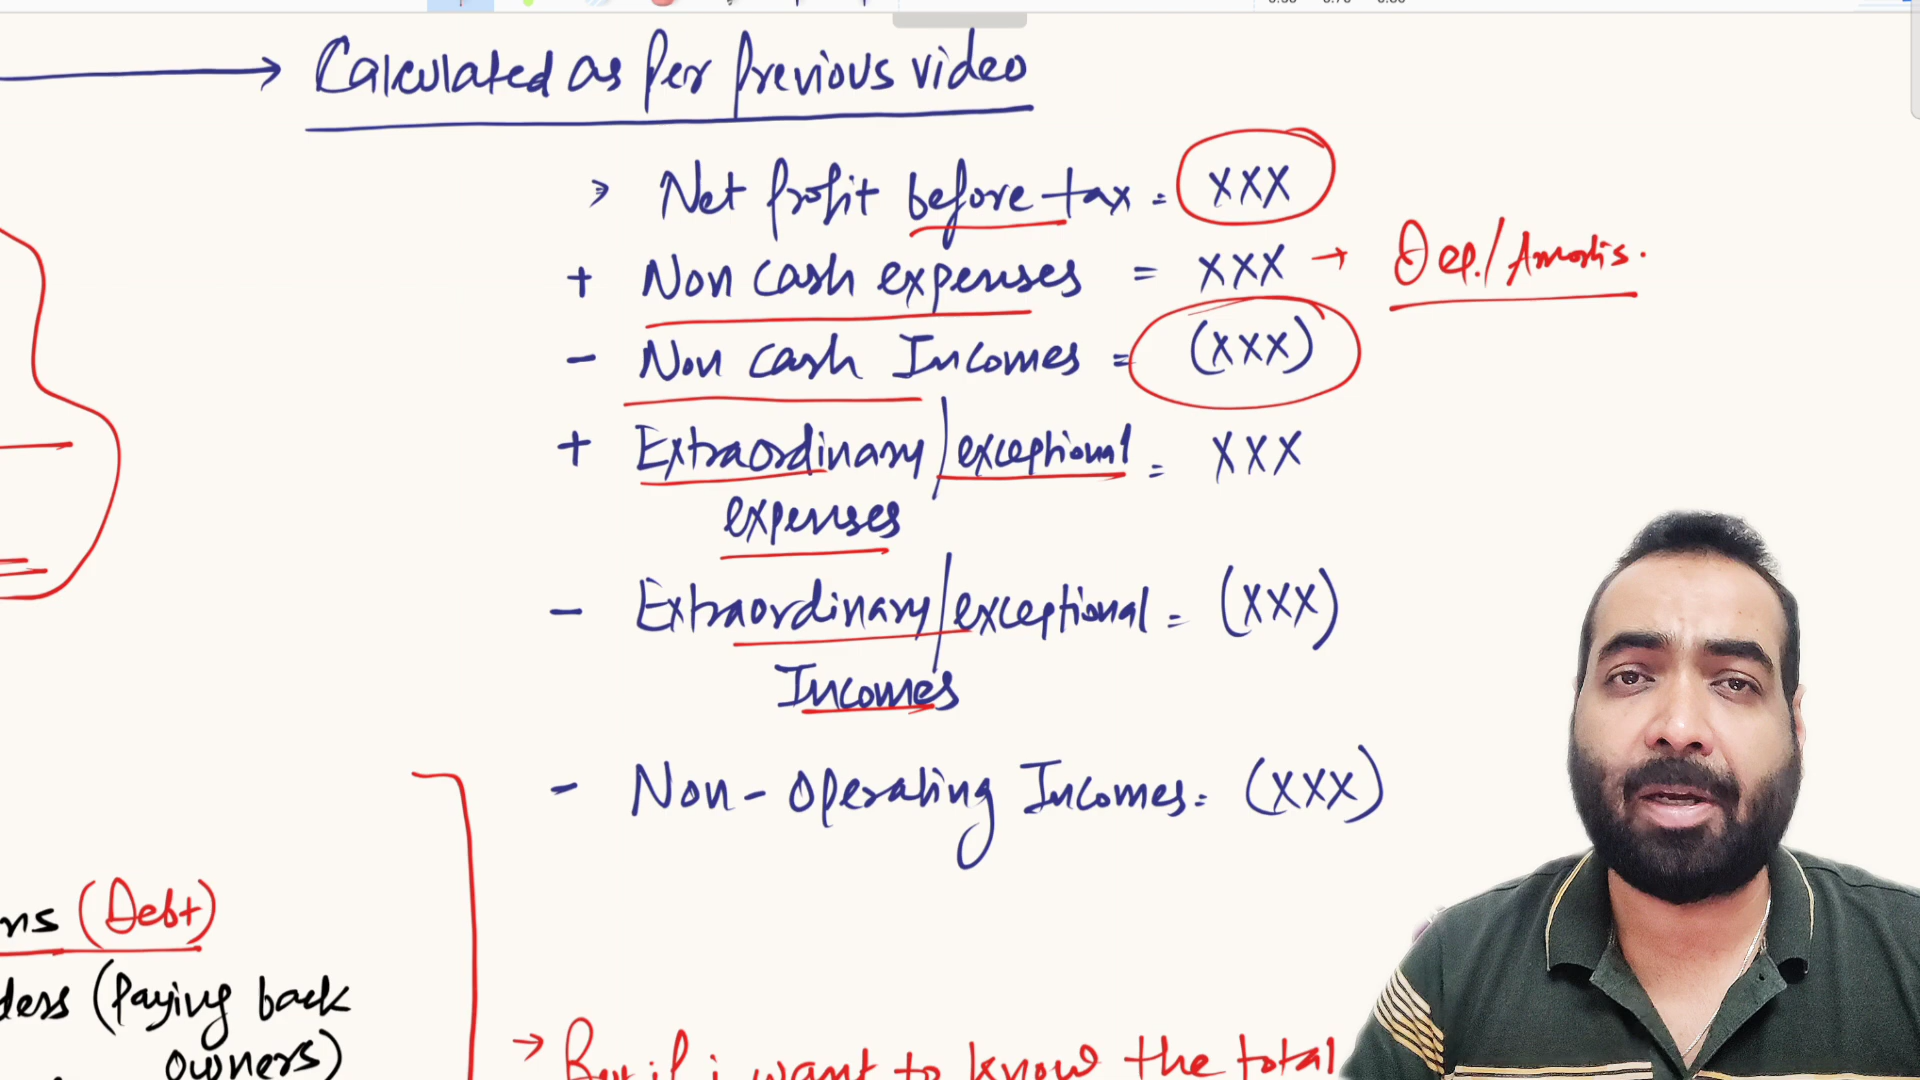 Calculated as Per Previous video
Net Profit before tax = XXX
+ Non cash expenses = XXX → Dep./Amortis.
- Non cash Incomes = (XXX)
+ Extraordinary/exceptional = XXX
expenses
- Extraordinary/exceptional = (XXX)
Incomes
- Non-Operating Incomes = (XXX)
(Debt)
(Paying back
owners)
→ But if i want to know the total